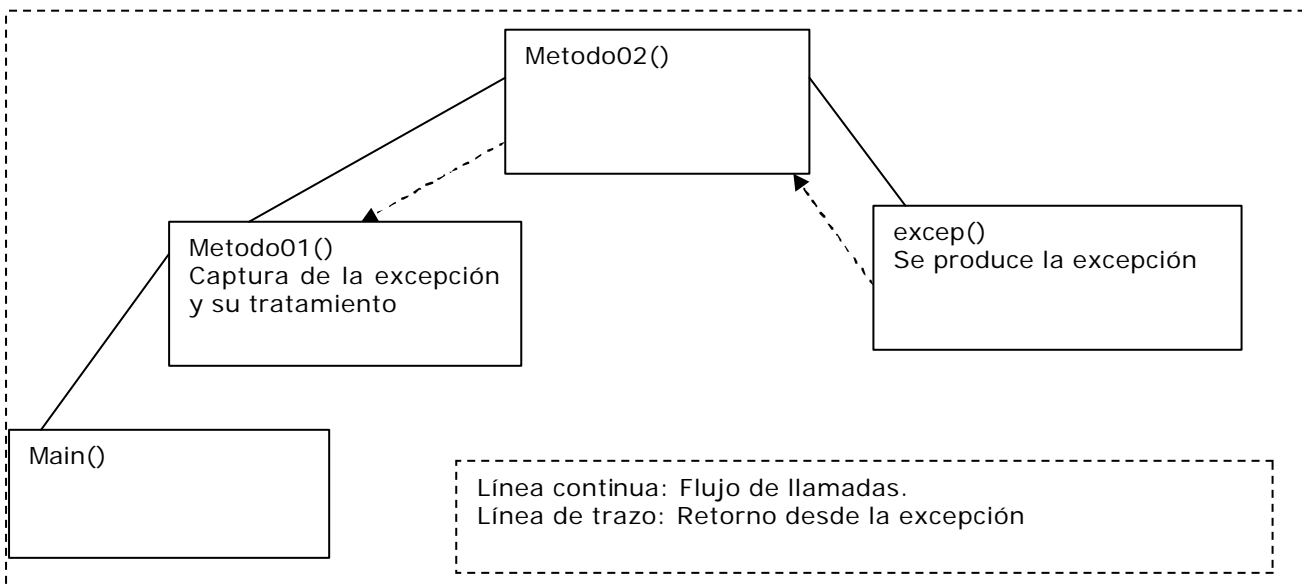 Metodo02()
Metodo01()
Captura de la excepción
y su tratamiento
excep()
Se produce la excepción
Main()
Línea continua: Flujo de llamadas.
Línea de trazo: Retorno desde la excepción